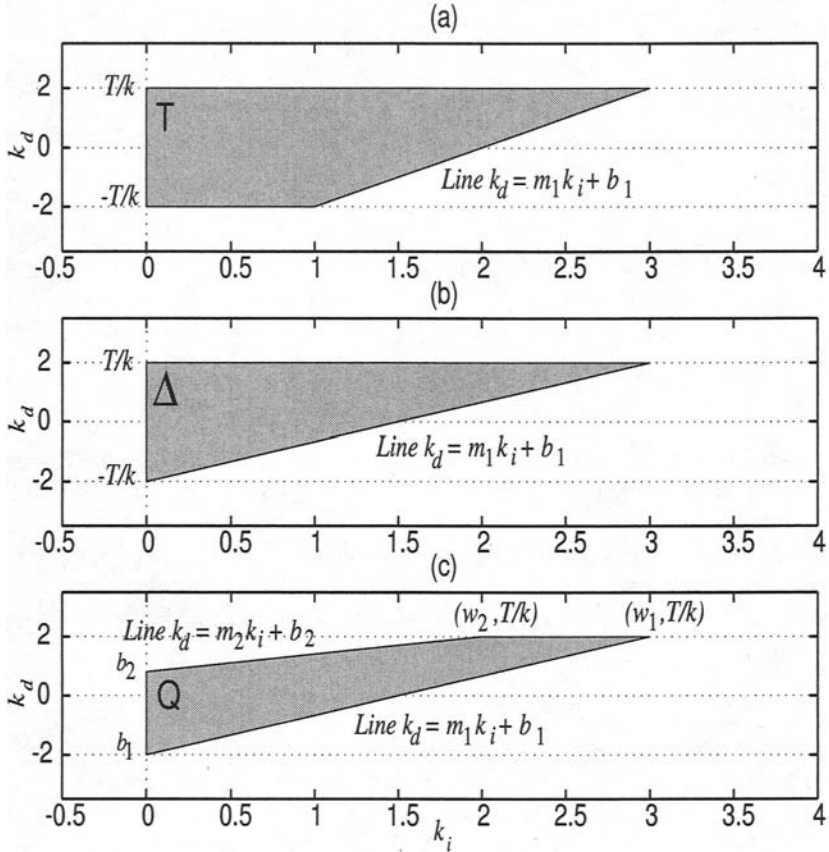 (a)
T/k
2
T
k_d
0
Line k_d = m_1 k_i + b_1
-T/k
-2
-0.5 0 0.5 1 1.5 2 2.5 3 3.5 4
(b)
T/k
2
Δ
k_d
0
Line k_d = m_1 k_i + b_1
-T/k
-2
-0.5 0 0.5 1 1.5 2 2.5 3 3.5 4
(c)
(w_2, T/k) (w_1, T/k)
2
Line k_d = m_2 k_i + b_2
b_2
Q
k_d
0
Line k_d = m_1 k_i + b_1
b_1
-2
-0.5 0 0.5 1 1.5 2 2.5 3 3.5 4
k_i